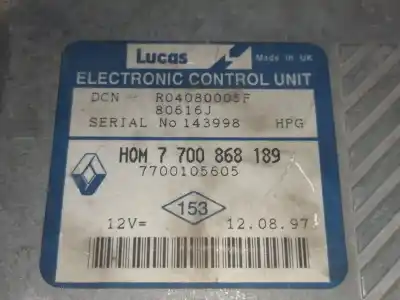 Lucas Made in UK
ELECTRONIC CONTROL UNIT
DCN R04080005F
80616J
SERIAL No 143998 HPG
HOM 7 700 868 189
7700105605
153
12V= 12.08.97